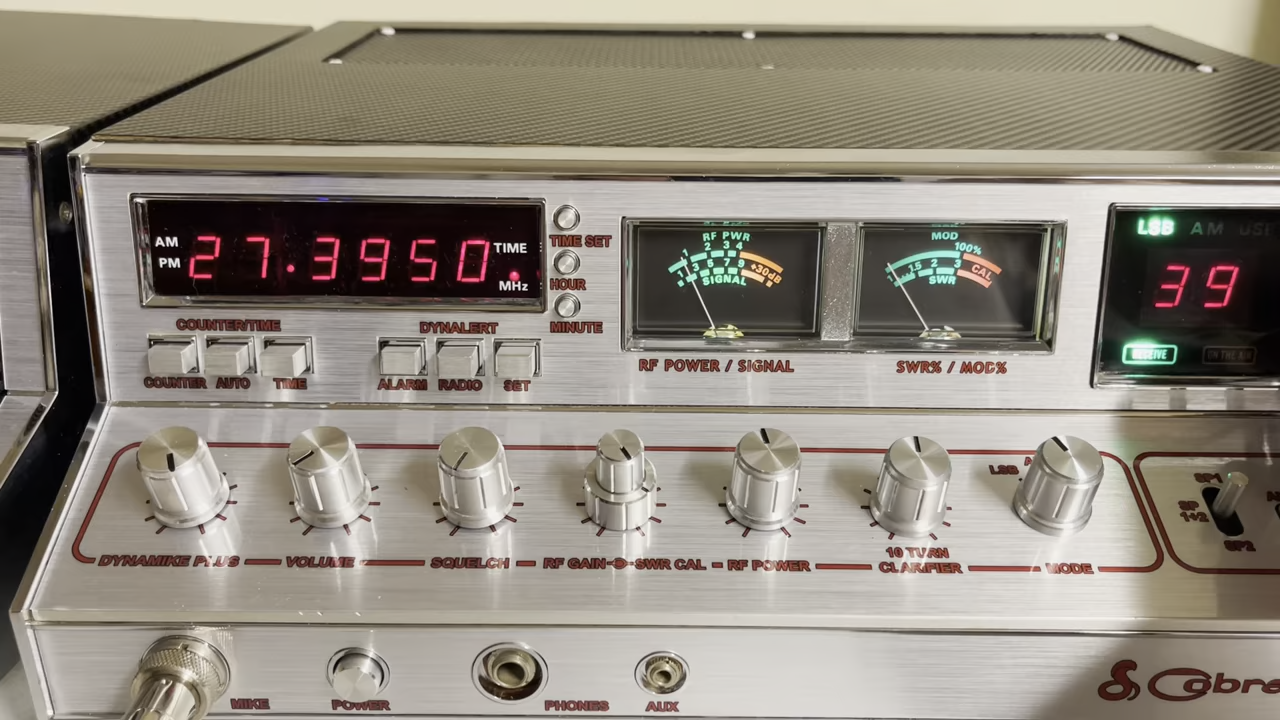 AM
PM
27.3950.
TIME
MHz
TIME SET
HOUR
MINUTE
COUNTER/TIME
COUNTER AUTO TIME
DYNALERT
ALARM RADIO SET
RF PWR
2 3 4
1 3 5 7 9 +30dB
SIGNAL
RF POWER / SIGNAL
MOD
100%
1 1.5 2 3 CAL
SWR
SWR% / MOD%
LSB AM
39
RECEIVE
ON THE AIR
DYNAMIKE PLUS
VOLUME
SQUELCH
RF GAIN SWR CAL
RF POWER
10 TURN
CLARIFIER
LSB
MODE
SP1
SP
1+2
SP2
MIKE
POWER
PHONES
AUX
Cobra